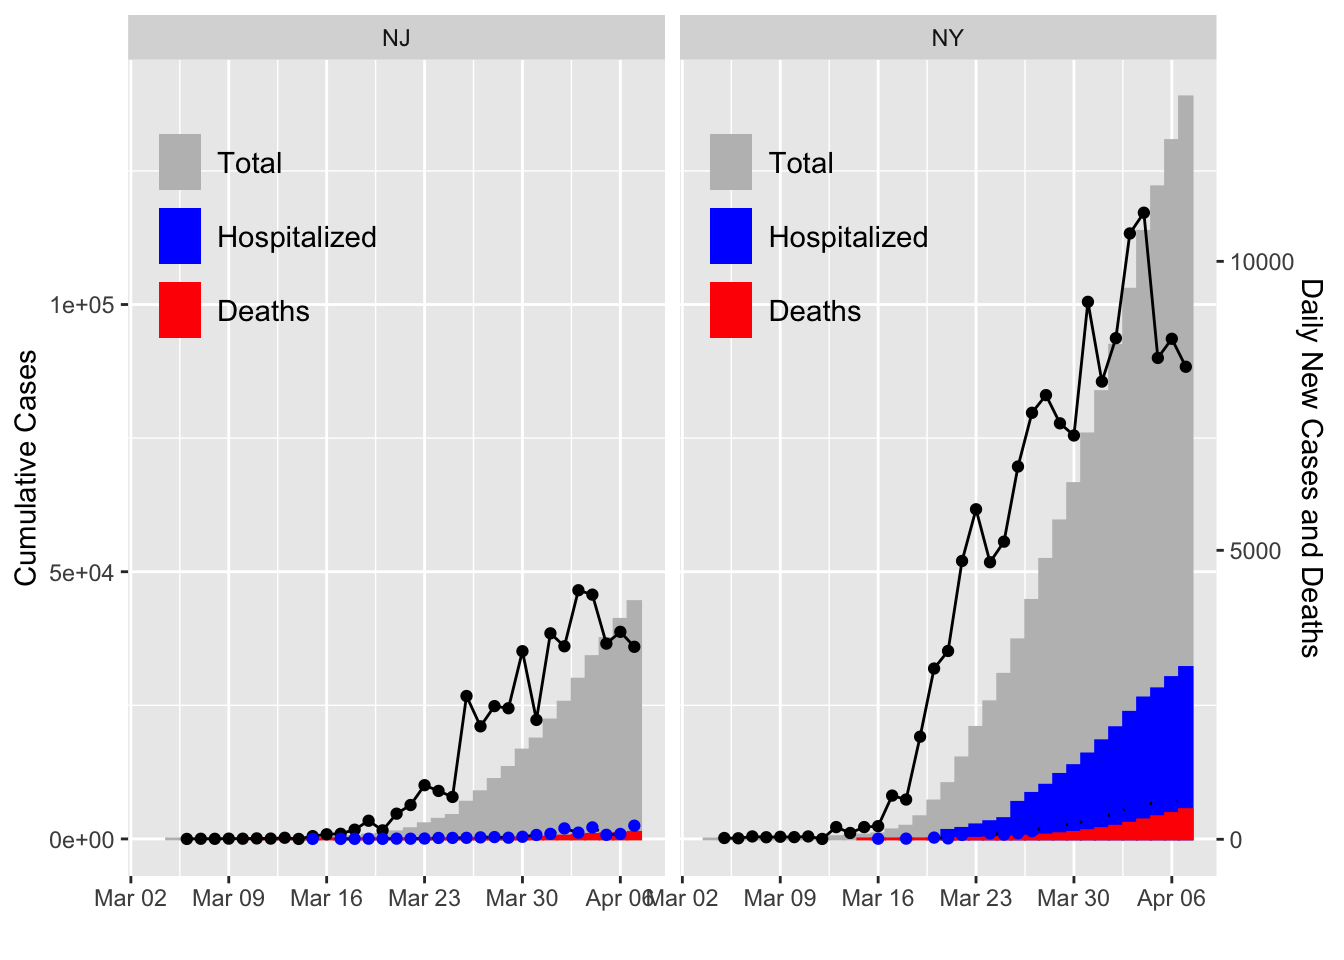 NJ
NY
Total
Hospitalized
Deaths
Total
Hospitalized
Deaths
Cumulative Cases
1e+05
5e+04
0e+00
10000
5000
0
Daily New Cases and Deaths
Mar 02 Mar 09 Mar 16 Mar 23 Mar 30 Apr 06
Mar 02 Mar 09 Mar 16 Mar 23 Mar 30 Apr 06